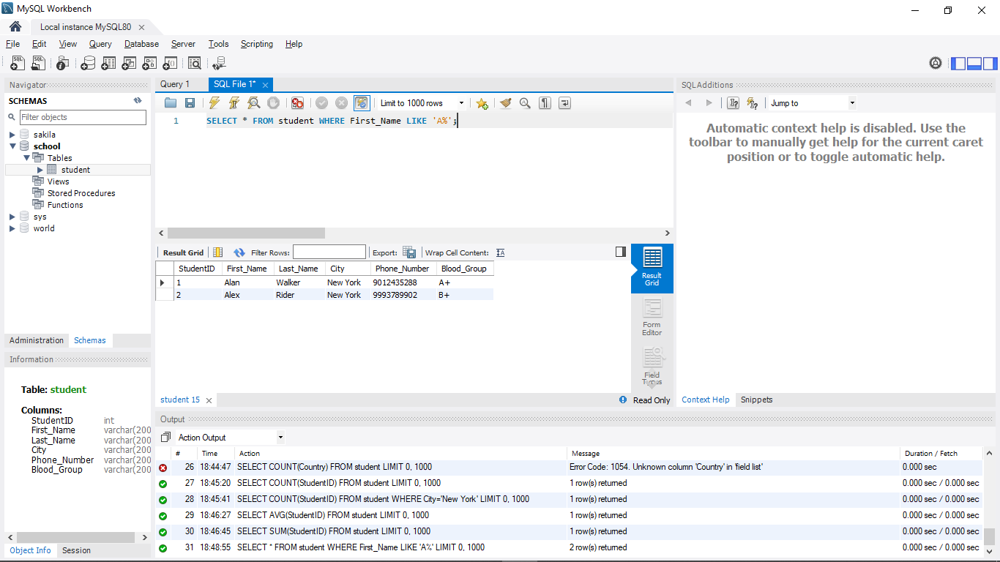 MySQL Workbench
Local instance MySQL80
File Edit View Query Database Server Tools Scripting Help
Navigator
SCHEMAS
Filter objects
sakila
school
Tables
student
Views
Stored Procedures
Functions
sys
world
Administration Schemas
Information
Table: student
Columns:
StudentID int
First_Name varchar(200
Last_Name varchar(200
City varchar(200
Phone_Number varchar(200
Blood_Group varchar(200
Object Info Session
Query 1 SQL File 1*
Limit to 1000 rows
1 SELECT * FROM student WHERE First_Name LIKE 'A%';
Result Grid Filter Rows: Export: Wrap Cell Content:
StudentID First_Name Last_Name City Phone_Number Blood_Group
1 Alan Walker New York 9012435288 A+
2 Alex Rider New York 9993789902 B+
Result
Grid
Form
Editor
Field
Types
student 15 Read Only
SQLAdditions
Jump to
Automatic context help is disabled. Use the
toolbar to manually get help for the current caret
position or to toggle automatic help.
Context Help Snippets
Output
Action Output
# Time Action Message Duration / Fetch
26 18:44:47 SELECT COUNT(Country) FROM student LIMIT 0, 1000 Error Code: 1054. Unknown column 'Country' in 'field list' 0.000 sec
27 18:45:20 SELECT COUNT(StudentID) FROM student LIMIT 0, 1000 1 row(s) returned 0.000 sec / 0.000 sec
28 18:45:41 SELECT COUNT(StudentID) FROM student WHERE City='New York' LIMIT 0, 1000 1 row(s) returned 0.000 sec / 0.000 sec
29 18:46:27 SELECT AVG(StudentID) FROM student LIMIT 0, 1000 1 row(s) returned 0.000 sec / 0.000 sec
30 18:46:45 SELECT SUM(StudentID) FROM student LIMIT 0, 1000 1 row(s) returned 0.000 sec / 0.000 sec
31 18:48:55 SELECT * FROM student WHERE First_Name LIKE 'A%' LIMIT 0, 1000 2 row(s) returned 0.000 sec / 0.000 sec